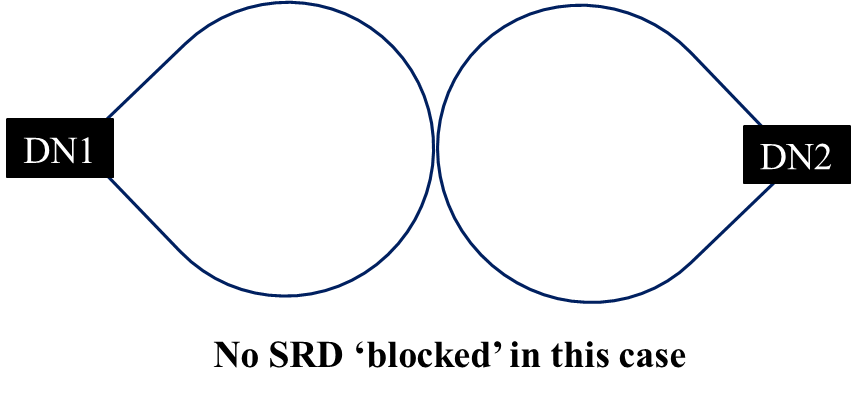 DN1
DN2
No SRD ‘blocked’ in this case